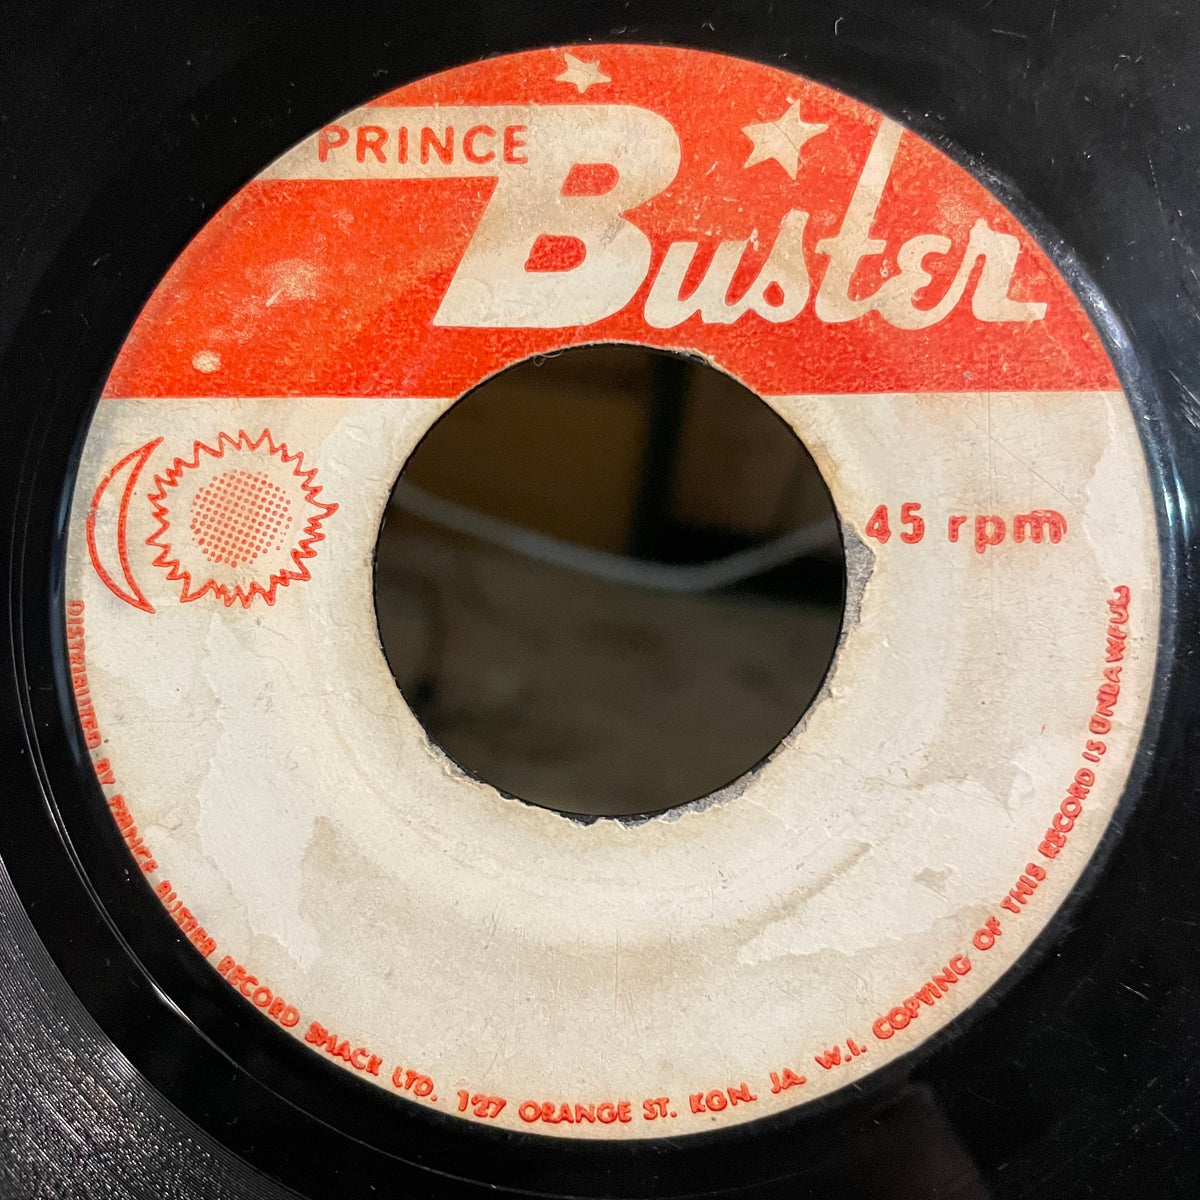 PRINCE
Buster
45 rpm
DISTRIBUTED BY PRINCE BUSTER RECORD SHACK LTD. 127 ORANGE ST. KGN. JA. W.I. COPYING OF THIS RECORD IS UNLAWFUL